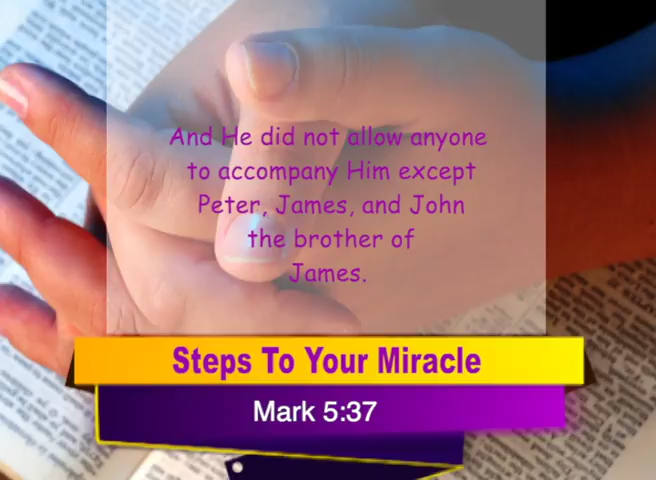 And He did not allow anyone
to accompany Him except
Peter, James, and John
the brother of
James.
Steps To Your Miracle
Mark 5:37